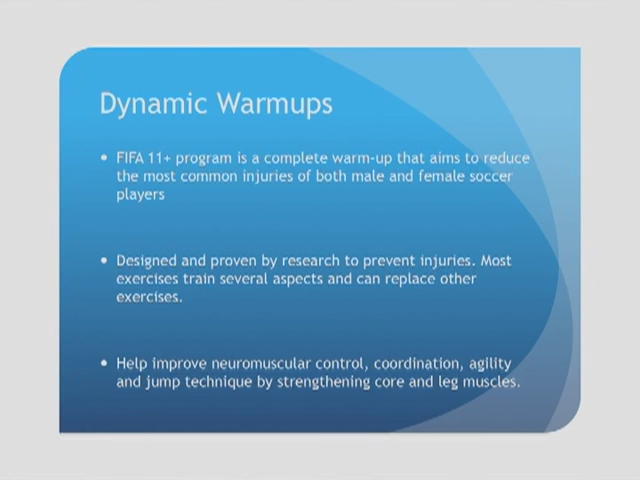 Dynamic Warmups
• FIFA 11+ program is a complete warm-up that aims to reduce
the most common injuries of both male and female soccer
players
• Designed and proven by research to prevent injuries. Most
exercises train several aspects and can replace other
exercises.
• Help improve neuromuscular control, coordination, agility
and jump technique by strengthening core and leg muscles.